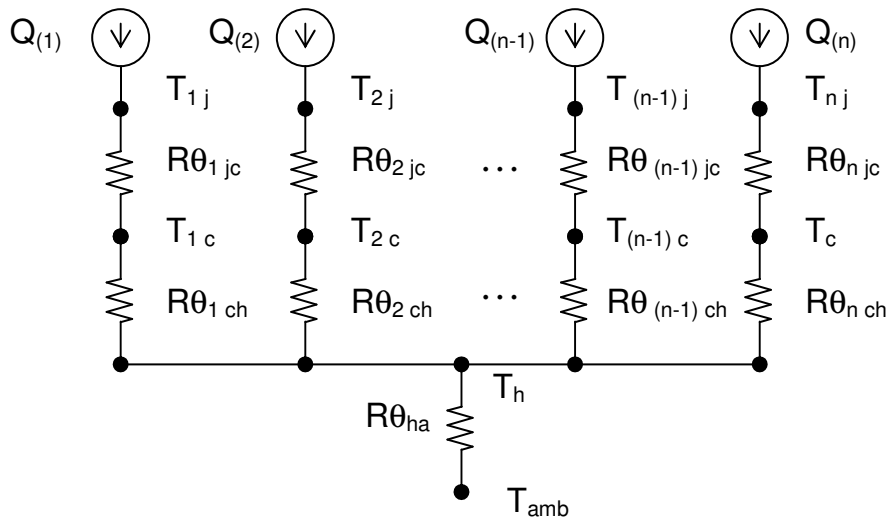 Q(1) Q(2) Q(n-1) Q(n)
T1 j T2 j T (n-1) j Tn j
Rθ1 jc Rθ2 jc ... Rθ (n-1) jc Rθn jc
T1 c T2 c T(n-1) c Tc
Rθ1 ch Rθ2 ch ... Rθ (n-1) ch Rθn ch
Th
Rθha
Tamb